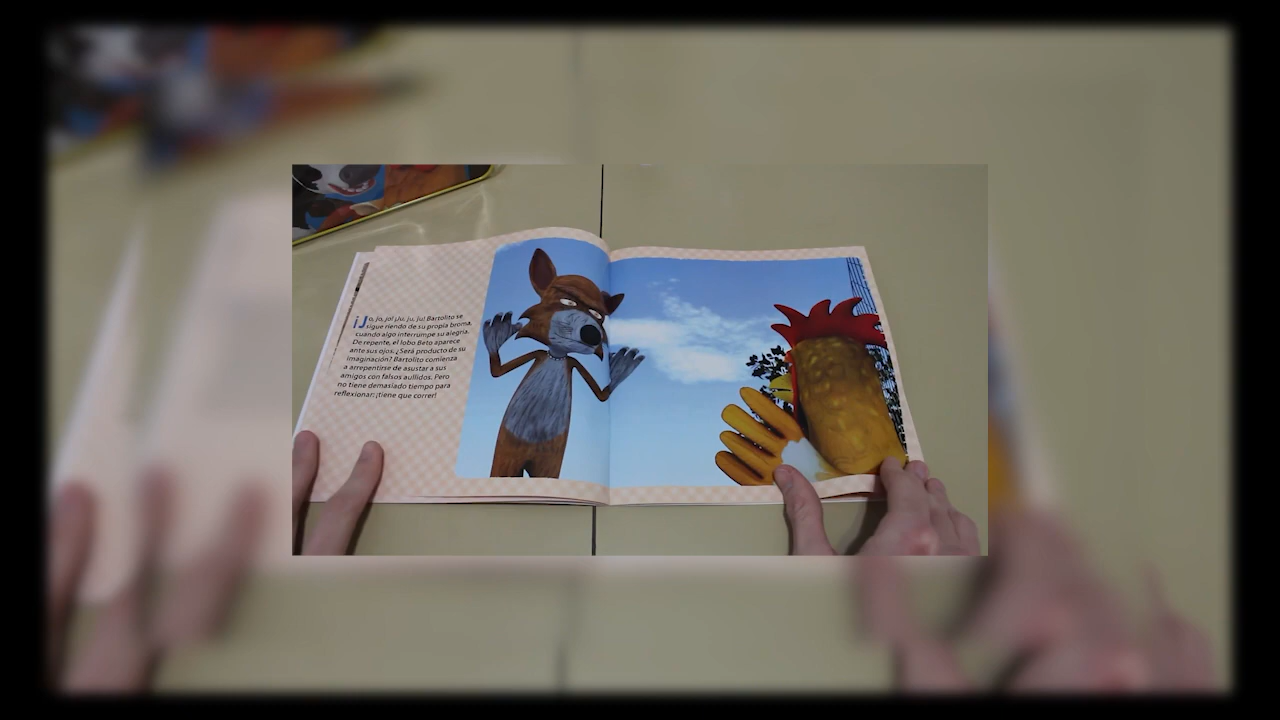 ¡Jo, jo, jo! ¡Ju, ju, ju! Bartolito se
sigue riendo de su propia broma,
cuando algo interrumpe su alegría.
De repente, el lobo Beto aparece
ante sus ojos. ¿Será producto de su
imaginación? Bartolito comienza
a arrepentirse de asustar a sus
amigos con falsos aullidos. Pero
no tiene demasiado tiempo para
reflexionar: ¡tiene que correr!